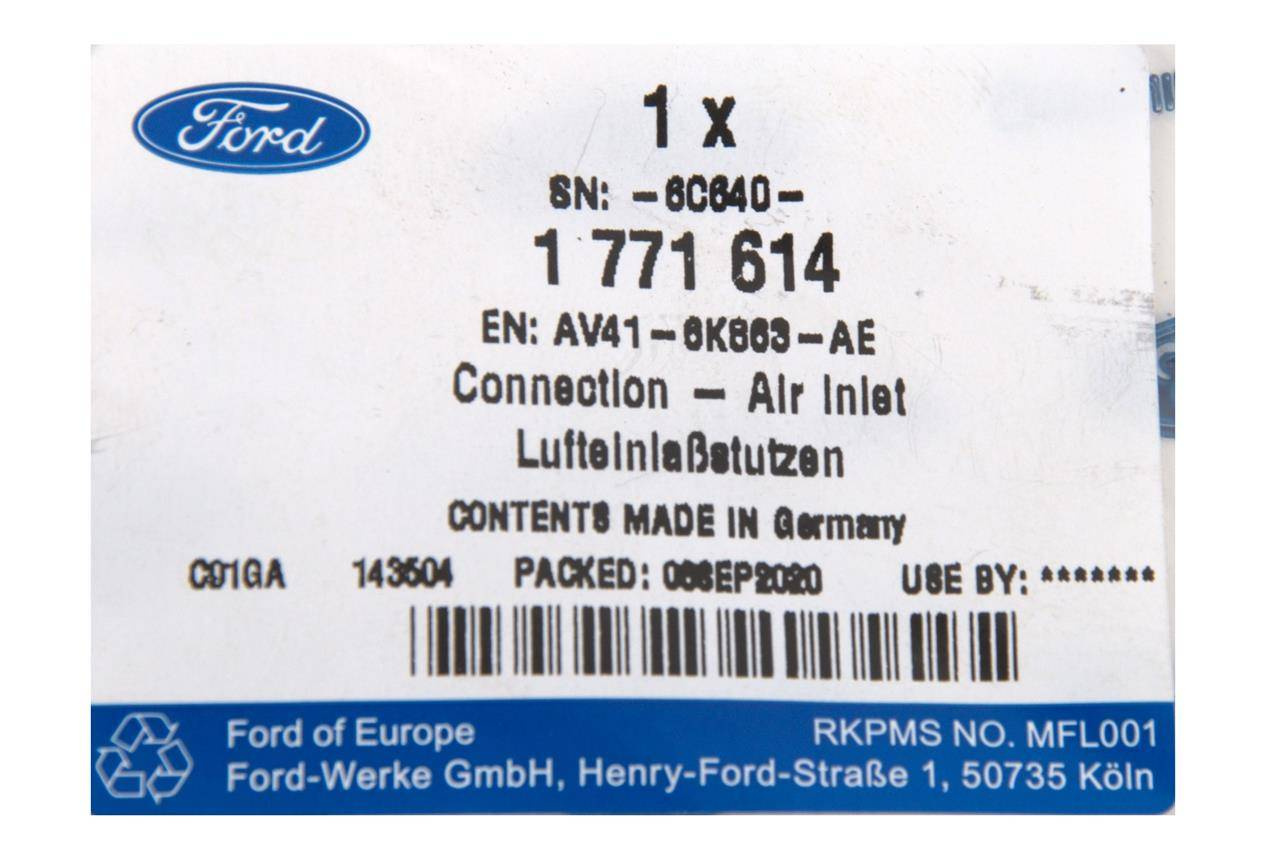 Ford
1 x
SN: -6C640-
1 771 614
EN: AV41-6K863-AE
Connection - Air Inlet
Lufteinlaßstutzen
CONTENTS MADE IN Germany
C91GA 143504 PACKED: SEP2020 USE BY: *******
Ford of Europe
RKPMS NO. MFL001
Ford-Werke GmbH, Henry-Ford-Straße 1, 50735 Köln